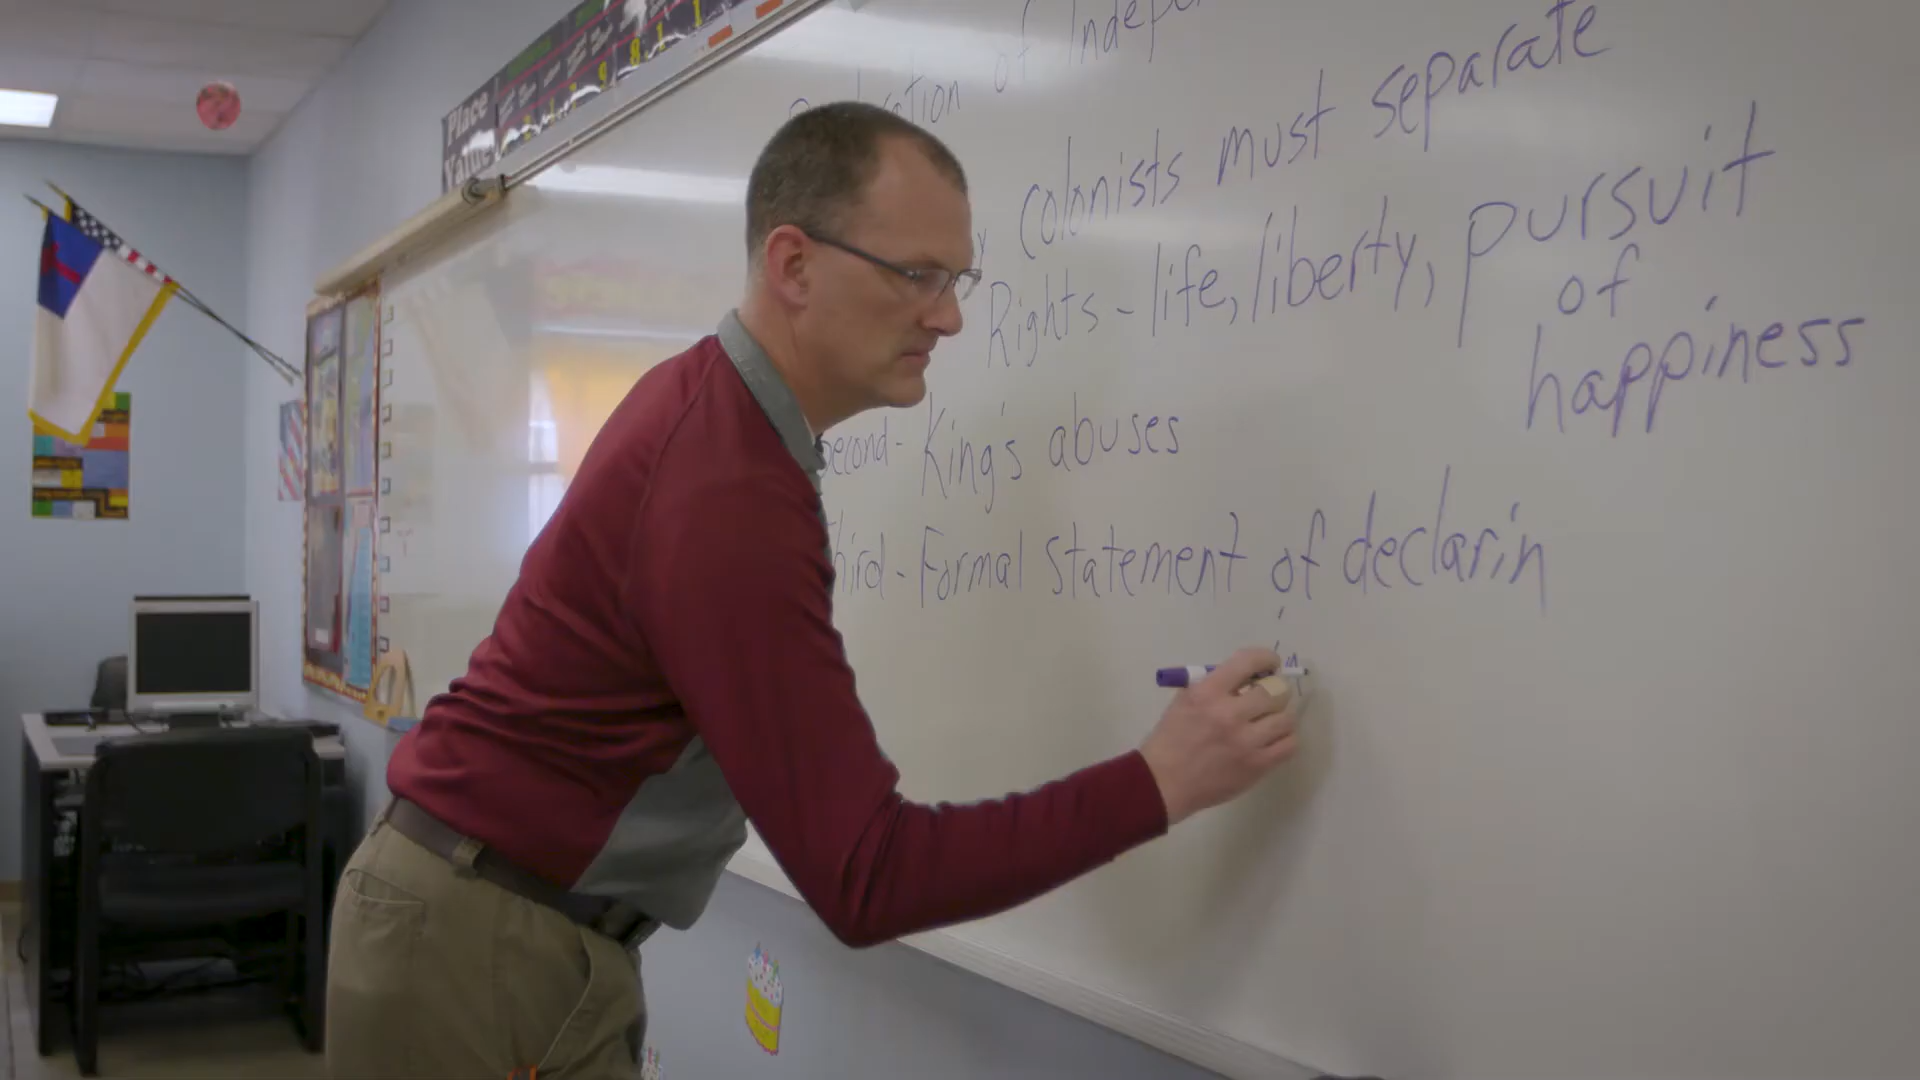 Place
Value
of Indep
colonists must separate
Rights - life, liberty, pursuit
of
happiness
Second - King's abuses
Third - Formal statement of declarin